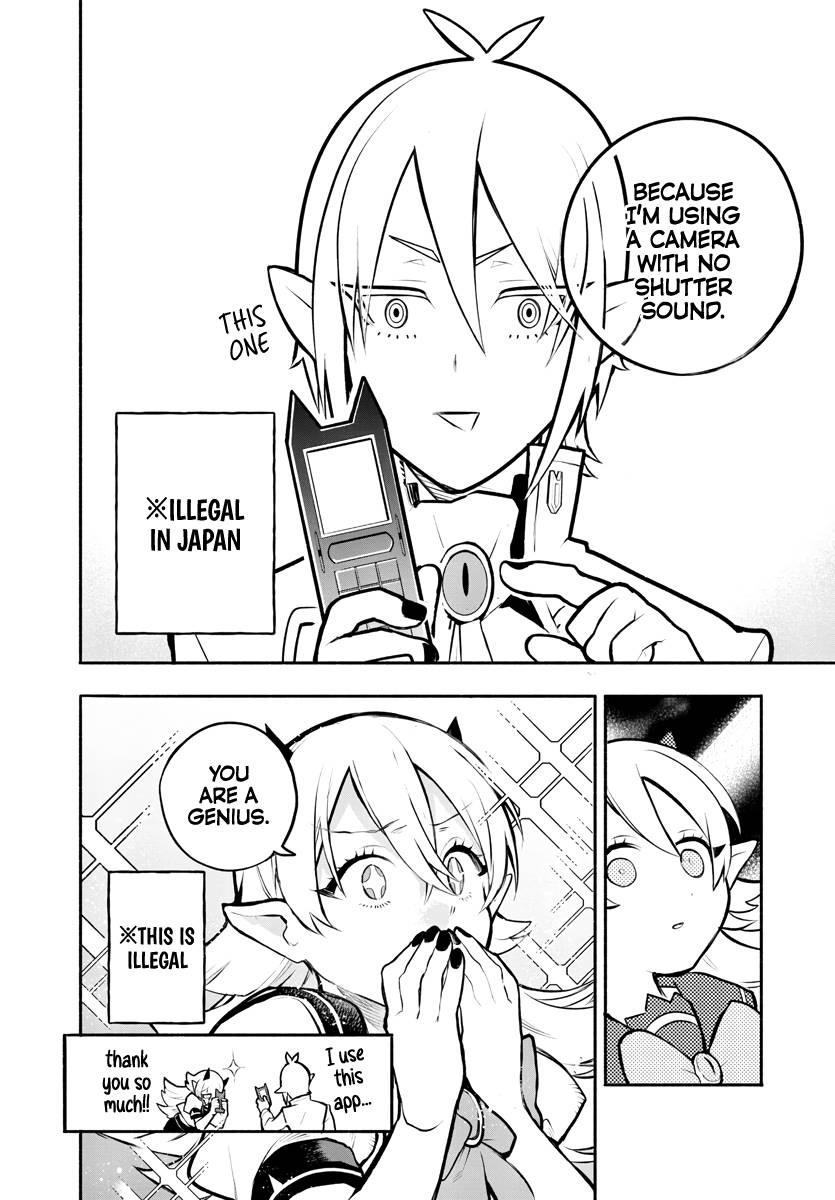 BECAUSE
I'M USING
A CAMERA
WITH NO
SHUTTER
SOUND.
THIS
ONE
※ILLEGAL
IN JAPAN
YOU
ARE A
GENIUS.
※THIS IS
ILLEGAL
I use
this
app...
thank
you so
much!!